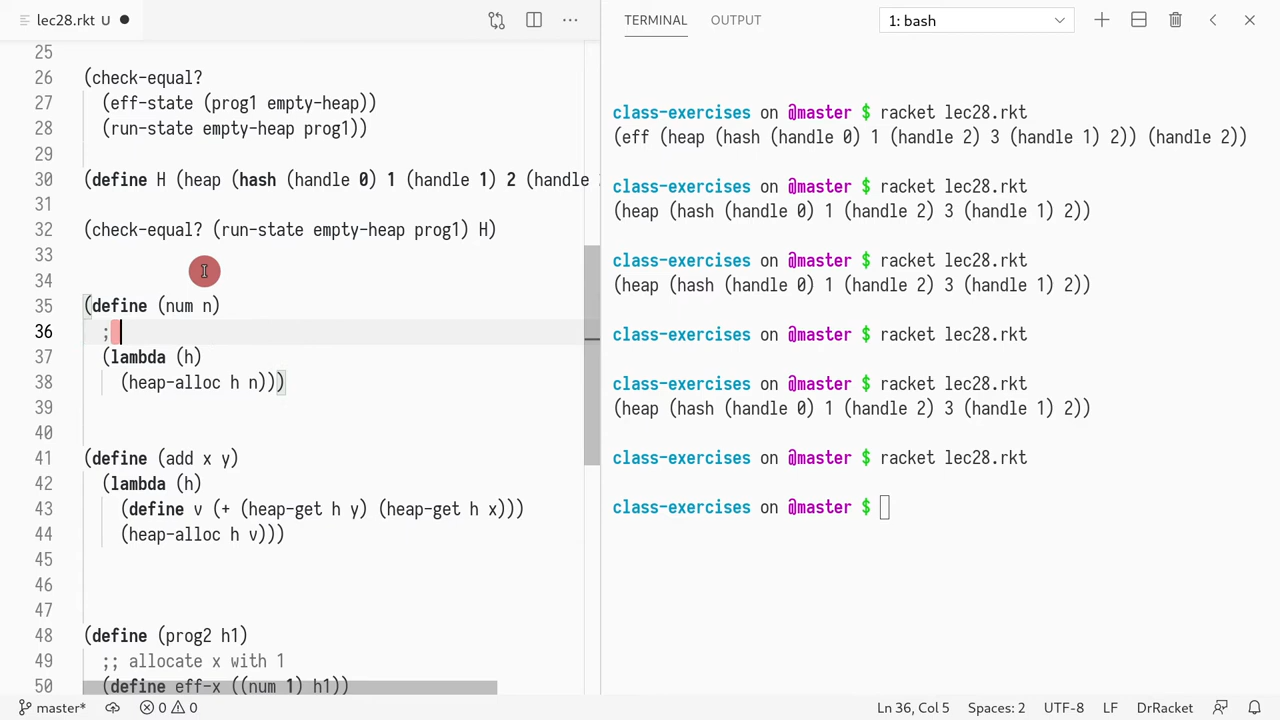 lec28.rkt U
TERMINAL OUTPUT 1: bash
25
26 (check-equal?
27 (eff-state (prog1 empty-heap))
28 (run-state empty-heap prog1))
29
30 (define H (heap (hash (handle 0) 1 (handle 1) 2 (handle
31
32 (check-equal? (run-state empty-heap prog1) H)
33
34
35 (define (num n)
36 ;
37 (lambda (h)
38 (heap-alloc h n)))
39
40
41 (define (add x y)
42 (lambda (h)
43 (define v (+ (heap-get h y) (heap-get h x)))
44 (heap-alloc h v)))
45
46
47
48 (define (prog2 h1)
49 ;; allocate x with 1
50 (define eff-x ((num 1) h1))
class-exercises on @master $ racket lec28.rkt
(eff (heap (hash (handle 0) 1 (handle 2) 3 (handle 1) 2)) (handle 2))
class-exercises on @master $ racket lec28.rkt
(heap (hash (handle 0) 1 (handle 2) 3 (handle 1) 2))
class-exercises on @master $ racket lec28.rkt
(heap (hash (handle 0) 1 (handle 2) 3 (handle 1) 2))
class-exercises on @master $ racket lec28.rkt
class-exercises on @master $ racket lec28.rkt
(heap (hash (handle 0) 1 (handle 2) 3 (handle 1) 2))
class-exercises on @master $ racket lec28.rkt
class-exercises on @master $
master* 0 0 Ln 36, Col 5 Spaces: 2 UTF-8 LF DrRacket